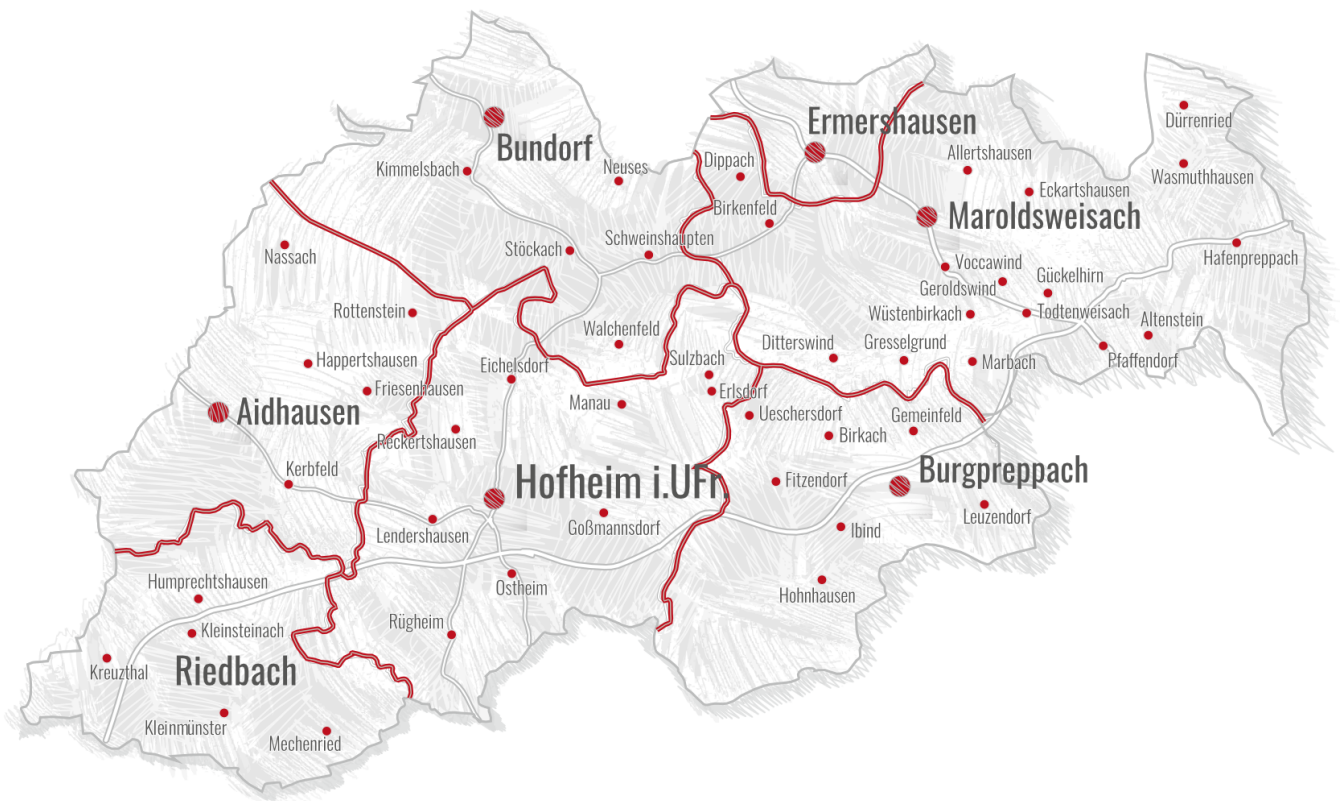 Dürrenried
Ermershausen
Bundorf
Allertshausen
Dippach
Neuses
Kimmelsbach
Wasmuthhausen
Eckartshausen
Birkenfeld
Maroldsweisach
Schweinshaupten
Stöckach
Nassach
Hafenpreppach
Voccawind
Gückelhirn
Geroldswind
Rottenstein
Wüstenbirkach
Todtenweisach
Altenstein
Walchenfeld
Ditterswind
Gresselgrund
Sulzbach
Happertshausen
Eichelsdorf
Marbach
Pfaffendorf
Friesenhausen
Erlsdorf
Manau
Aidhausen
Ueschersdorf
Gemeinfeld
Reckertshausen
Birkach
Kerbfeld
Burgpreppach
Hofheim i.UFr.
Fitzendorf
Leuzendorf
Goßmannsdorf
Lendershausen
Ibind
Humprechtshausen
Ostheim
Hohnhausen
Rügheim
Kleinsteinach
Kreuzthal
Riedbach
Kleinmünster
Mechenried